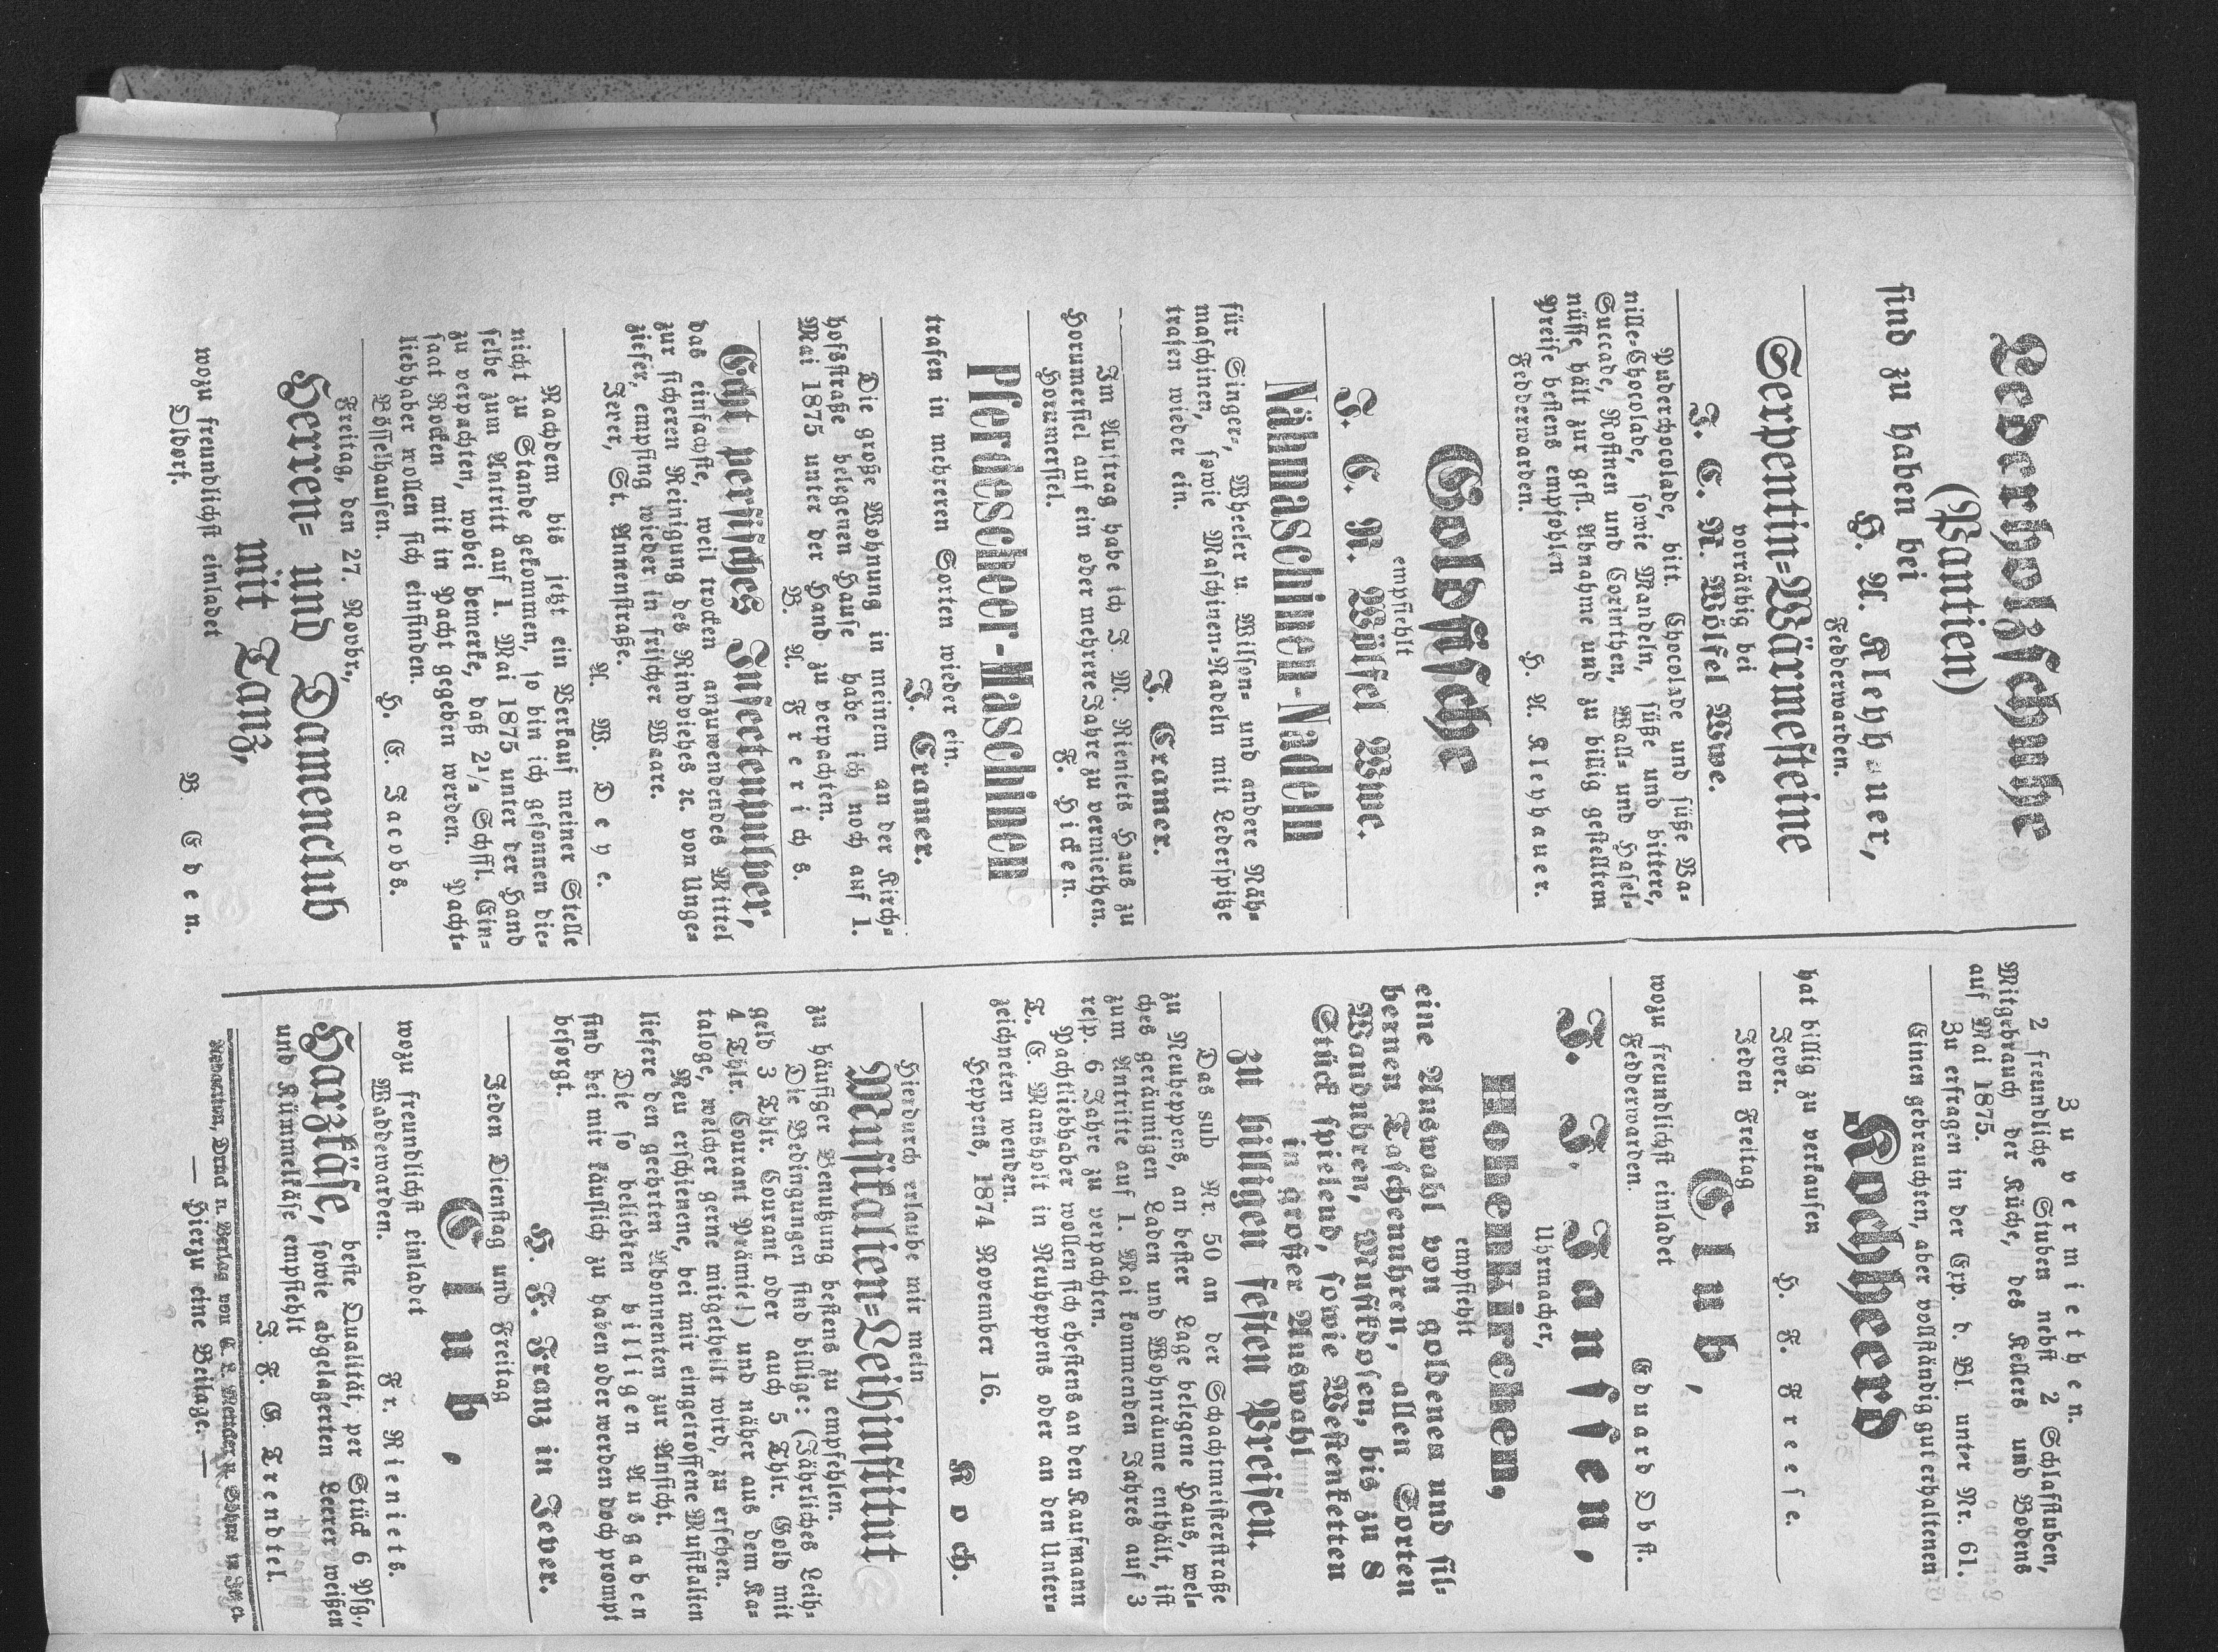 Lederholzschuhe
(Pantien)
sind zu haben bei
H. A. Kleyhauer,
Fedderwarden.
Serpentin=Wärmesteine
vorräthig bei
J. C. A. Wölfel Wwe.
Puderchocolade, bitt. Chocolade und süße Va-
nille-Chocolade, sowie Mandeln, süße und bittere,
Succade, Rosinen und Corinthen, Wall- und Hasel-
nüsse hält zur gefl. Abnahme und zu billig gestelltem
Preise bestens empfohlen
Fedderwarden. H. A. Kleyhauer.
Goldfische
empfiehlt
J. C. A. Wölfel Wwe.
Nähmaschinen-Nadeln
für Singer-, Wheeler u Wilson- und andere Näh-
maschinen, sowie Maschinen-Nadeln mit Lederspitze
trafen wieder ein.
J. Cramer.
Im Auftrag habe ich J. M. Rieniets Haus zu
Horumersiel auf ein oder mehrere Jahre zu vermiethen.
Horumersiel. F. Hicken.
Pferdescheer-Maschinen
trafen in mehreren Sorten wieder ein.
J. Cramer.
Die große Wohnung in meinem an der Kirch-
hofsstraße belegenen Hause habe ich noch auf 1.
Mai 1875 unter der Hand zu verpachten.
B. A. Frerichs.
Echt persisches Insectenpulver,
das einfachste, weil trocken anzuwendendes Mittel
zur sicheren Reinigung des Rindviehes rc. von Unge-
ziefer, empfing wieder in frischer Waare.
Jever, St. Annenstraße.
A. W. Deye.
Nachdem bis jetzt ein Verkauf meiner Stelle
nicht zu Stande gekommen, so bin ich gesonnen die-
selbe zum Antritt auf 1. Mai 1875 unter der Hand
zu verpachten, wobei bemerke, daß 2½ Schffl. Ein-
saat Rocken mit in Pacht gegeben werden. Pacht-
liebhaber wollen sich einfinden.
Bösselhausen. H. C. Jacobs.
Freitag, den 27. Novbr.,
Herren= und Damenclub
mit Tanz,
wozu freundlichst einladet
Oldorf. B Eden.
Zu vermiethen.
2 freundliche Stuben nebst 2 Schlafstuben,
Mitgebrauch der Küche, des Kellers und Bodens
auf Mai 1875.
Zu erfragen in der Exp. d. Bl. unter Nr. 61.
Einen gebrauchten, aber vollständig gut erhaltenen
Kochheerd
hat billig zu verkaufen
Jever. H. F. Freese.
Jeden Freitag
Club,
wozu freundlichst einladet
Fedderwarden. Eduard Obst.
J. F. Janssen,
Uhrmacher,
Hohenkirchen,
empfiehlt
eine Auswahl von goldenen und sil-
bernen Taschenuhren, allen Sorten
Wanduhren, Musikdosen, bis zu 8
Stück spielend, sowie Westenketten
in großer Auswahl
zu billigen festen Preisen.
Das sub Nr. 50 an der Schachtmeisterstraße
zu Neuheppens, an bester Lage belegene Haus, wel-
ches geräumigen Laden und Wohnräume enthält, ist
zum Antritte auf 1. Mai kommenden Jahres auf 3
resp. 6 Jahre zu verpachten.
Pachtliebhaber wollen sich ehestens an den Kaufmann
T. E. Mansholt in Neuheppens oder an den Unter-
zeichneten wenden.
Heppens, 1874 November 16.
Koch.
Hiedurch erlaube mir mein
Musikalien=Leihinstitut
zu häufiger Benutzung bestens zu empfehlen.
Die Bedingungen sind billige: (Jährliches Leih-
geld 3 Thlr. Courant oder auch 5 Thlr. Gold mit
4 Thlr. Courant Prämie!) und näher aus dem Ka-
taloge, welcher gerne mitgetheilt wird, zu ersehen.
Neu erschienene, bei mir eingetroffene Musikalien
liefere den geehrten Abonnenten zur Ansicht.
Die so beliebten billigen Ausgaben
sind bei mir käuflich zu haben oder werden doch prompt
besorgt.
H. F. Franz in Jever.
Jeden Dienstag und Freitag
Club,
wozu freundlichst einladet
Waddewarden. Fr. Rieniets.
Harzkäse, beste Qualität, per Stück 6 Pfg.,
sowie abgelagerten Leerer weißen
und Kümmelkäse empfiehlt
J. F. G. Trendtel.
Redaction, Druck u. Verlag von C. L. Mettcker u. Söhne in Jever.
— Hiezu eine Beilage. —